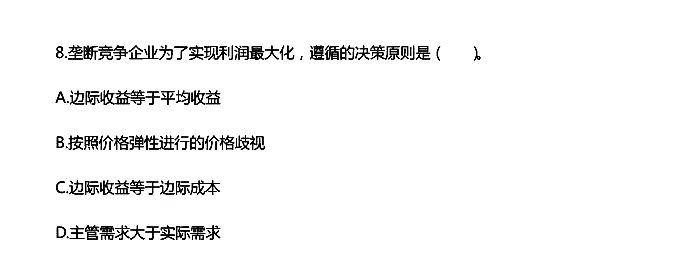 8.垄断竞争企业为了实现利润最大化，遵循的决策原则是（　　）。
A.边际收益等于平均收益
B.按照价格弹性进行的价格歧视
C.边际收益等于边际成本
D.主管需求大于实际需求